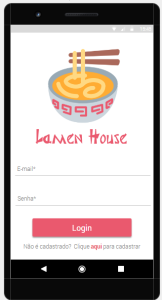 Lamen House
E-mail*
Senha*
Login
Não é cadastrado? Clique aqui para cadastrar